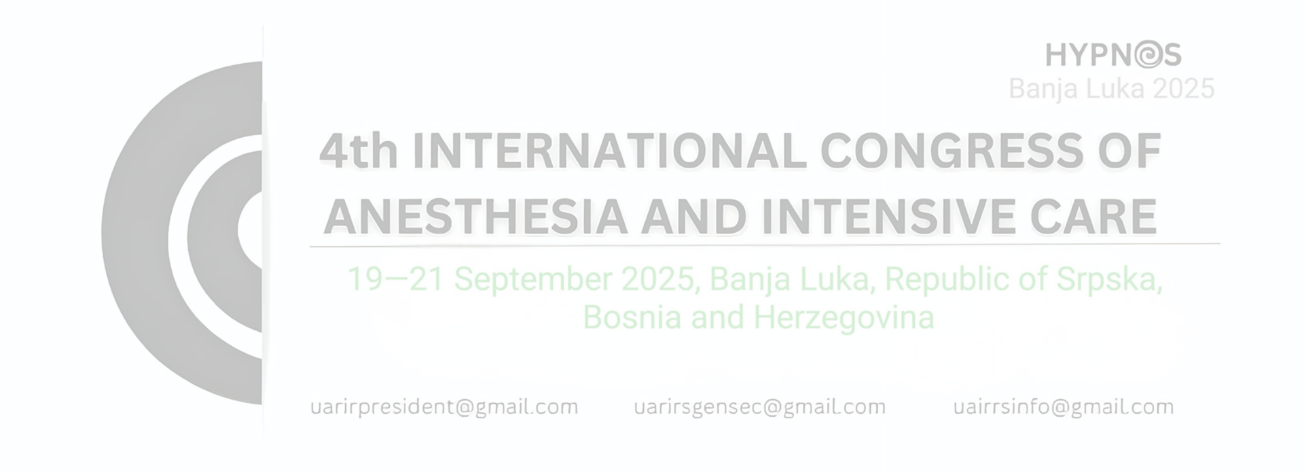 HYPNOS
Banja Luka 2025
4th INTERNATIONAL CONGRESS OF
ANESTHESIA AND INTENSIVE CARE
19–21 September 2025, Banja Luka, Republic of Srpska,
Bosnia and Herzegovina
uarirpresident@gmail.com uarirsgensec@gmail.com uairrsinfo@gmail.com